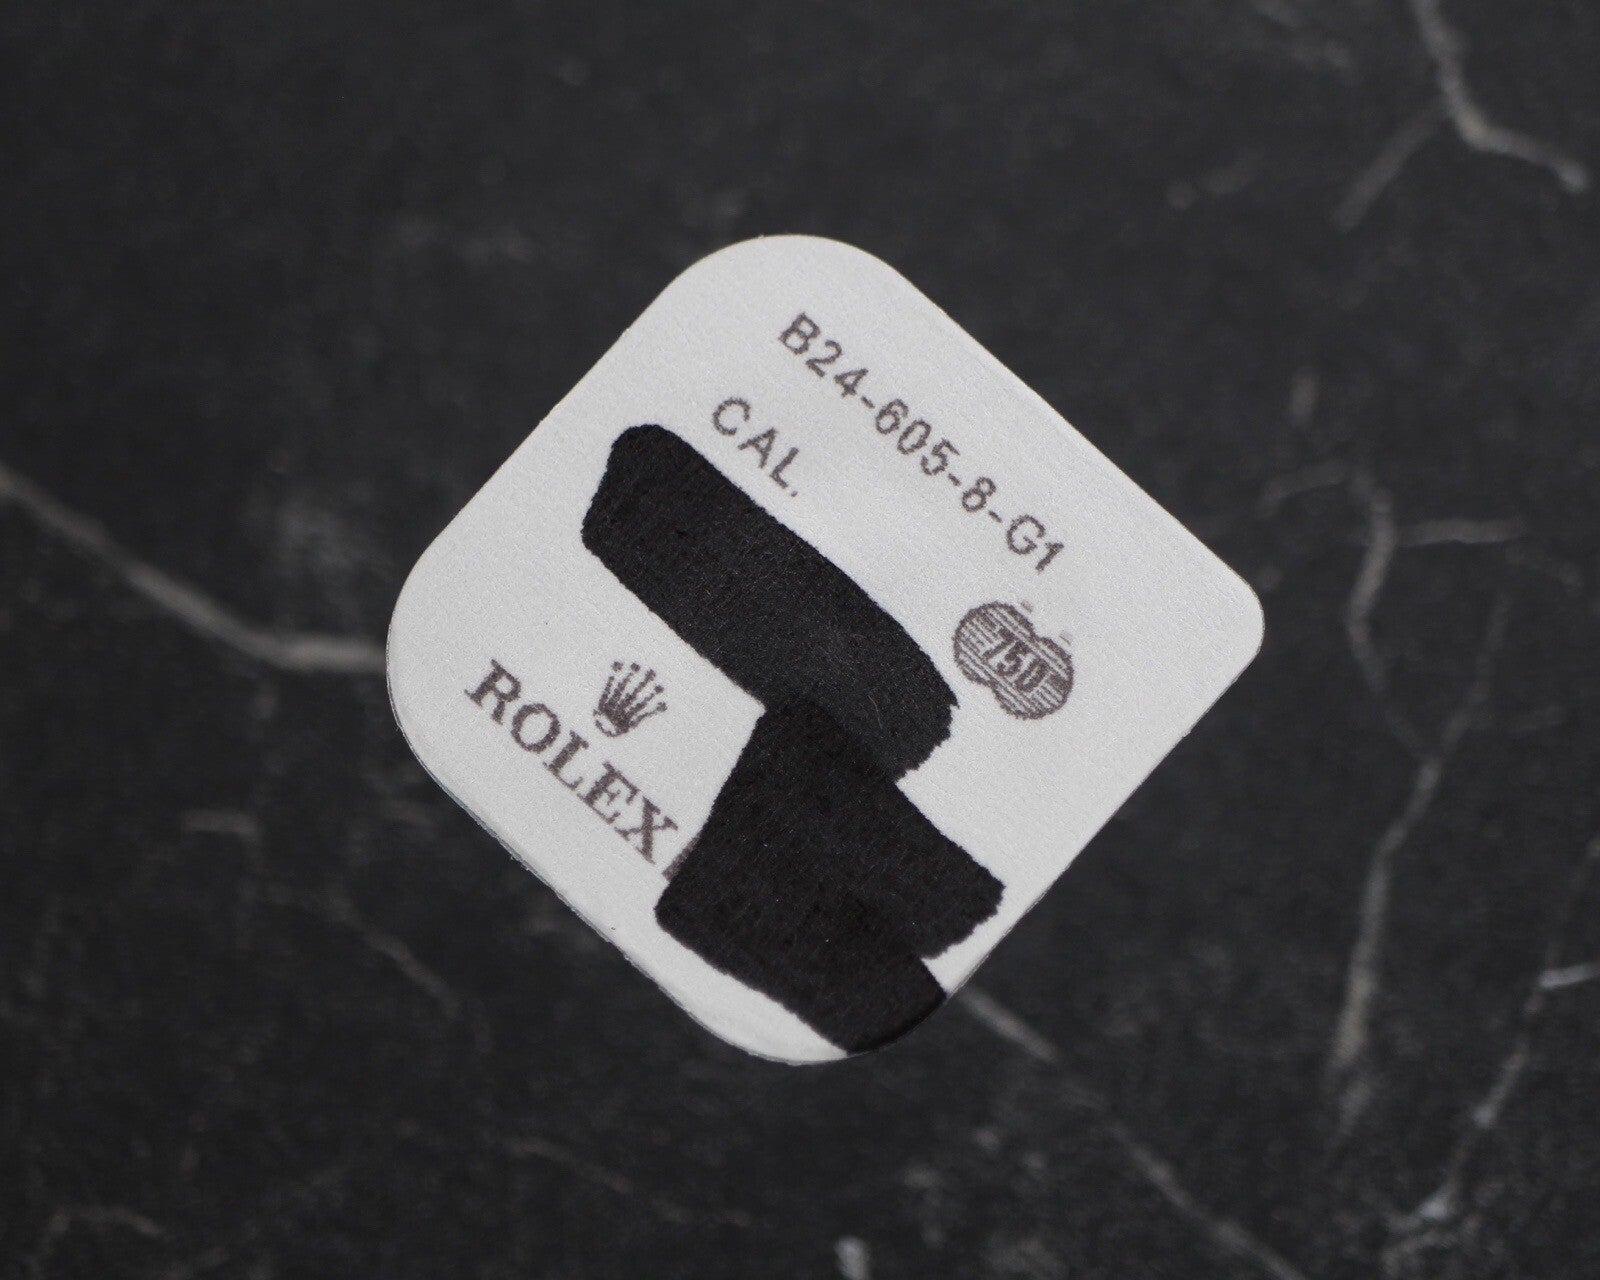 B24-605-8-G1
CAL.
750
ROLEX